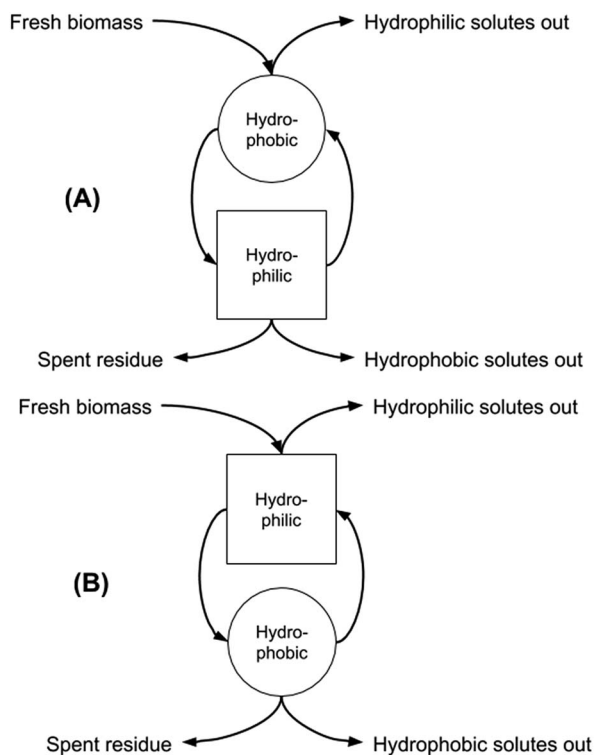 Fresh biomass
Hydrophilic solutes out
Hydro-
phobic
(A)
Hydro-
philic
Spent residue
Hydrophobic solutes out
Fresh biomass
Hydrophilic solutes out
Hydro-
philic
(B)
Hydro-
phobic
Spent residue
Hydrophobic solutes out